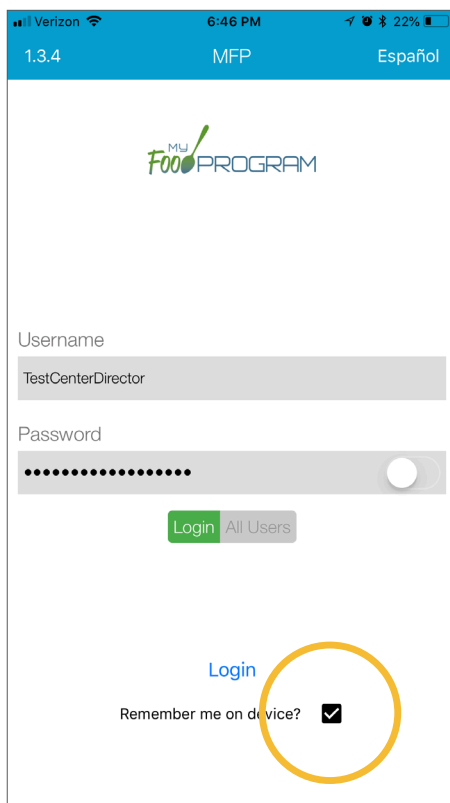 Verizon 6:46 PM 22%
1.3.4 MFP Español
MY
Food PROGRAM
Username
TestCenterDirector
Password
••••••••••••••••••
Login All Users
Login
Remember me on device?